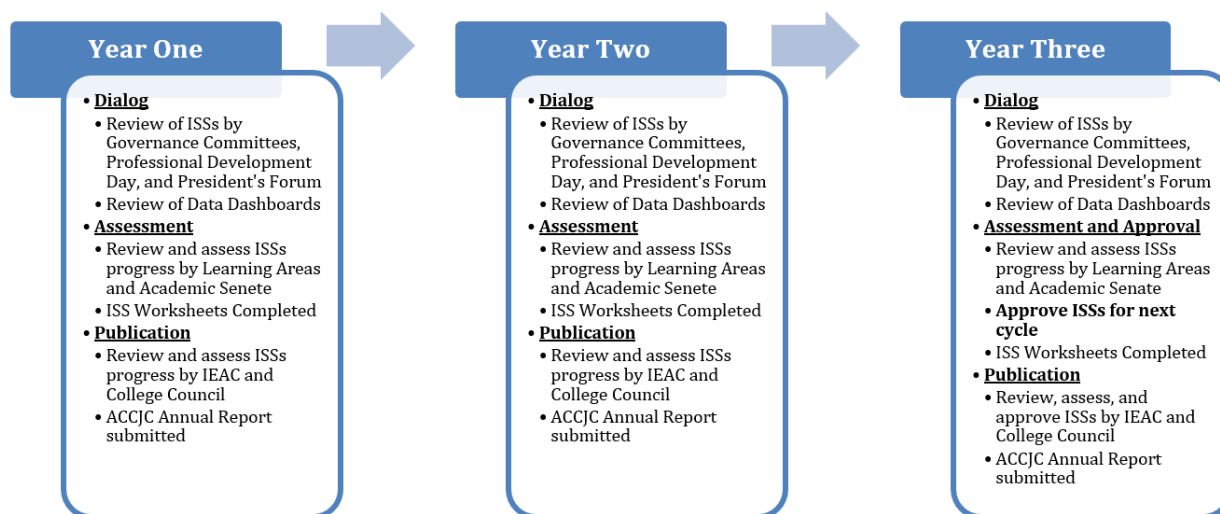 Year One
• Dialog
• Review of ISSs by
Governance Committees,
Professional Development
Day, and President's Forum
• Review of Data Dashboards
• Assessment
• Review and assess ISSs
progress by Learning Areas
and Academic Senete
• ISS Worksheets Completed
• Publication
• Review and assess ISSs
progress by IEAC and
College Council
• ACCJC Annual Report
submitted
Year Two
• Dialog
• Review of ISSs by
Governance Committees,
Professional Development
Day, and President's Forum
• Review of Data Dashboards
• Assessment
• Review and assess ISSs
progress by Learning Areas
and Academic Senete
• ISS Worksheets Completed
• Publication
• Review and assess ISSs
progress by IEAC and
College Council
• ACCJC Annual Report
submitted
Year Three
• Dialog
• Review of ISSs by
Governance Committees,
Professional Development
Day, and President's Forum
• Review of Data Dashboards
• Assessment and Approval
• Review and assess ISSs
progress by Learning Areas
and Academic Senate
• Approve ISSs for next
cycle
• ISS Worksheets Completed
• Publication
• Review, assess, and
approve ISSs by IEAC and
College Council
• ACCJC Annual Report
submitted